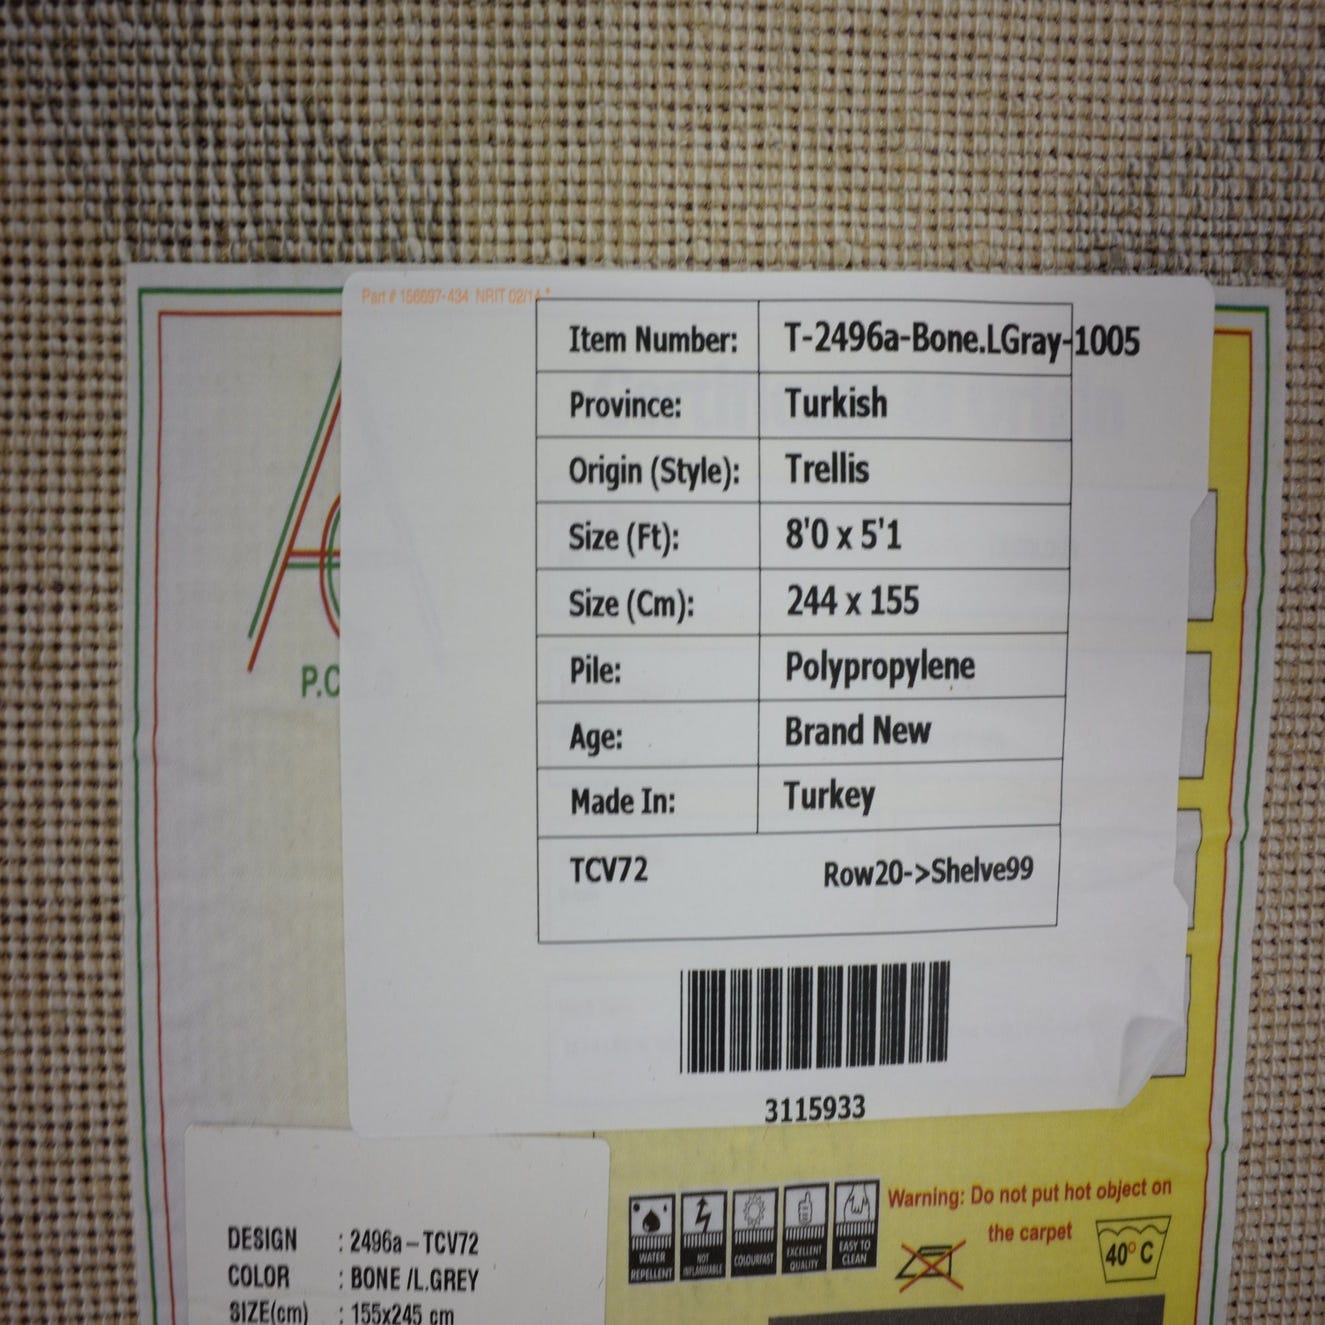 Part # 156697-434 NRIT 02/14 *
Item Number: T-2496a-Bone.LGray-1005
Province: Turkish
Origin (Style): Trellis
Size (Ft): 8'0 x 5'1
Size (Cm): 244 x 155
Pile: Polypropylene
Age: Brand New
Made In: Turkey
TCV72 Row20->Shelve99
3115933
P.C
DESIGN : 2496a-TCV72
COLOR : BONE /L.GREY
SIZE(cm) : 155x245 cm
WATER REPELLENT
NOT INFLAMMABLE
COLOURFAST
EXCELLENT QUALITY
EASY TO CLEAN
Warning: Do not put hot object on
the carpet
40° C